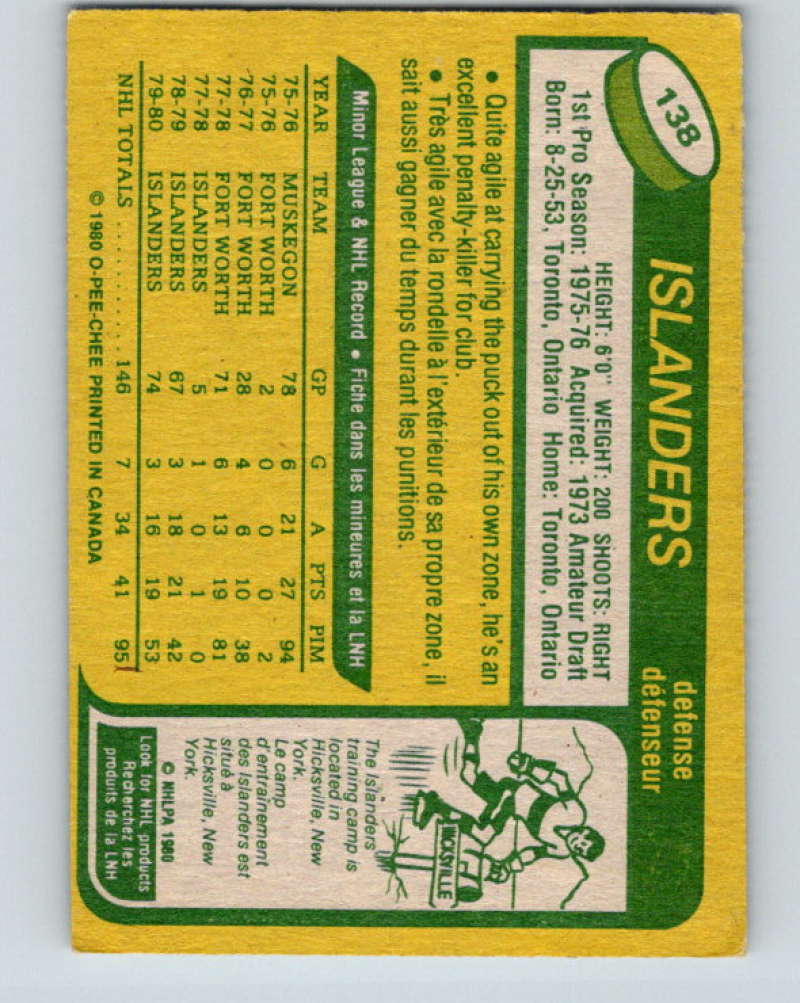 138
ISLANDERS
defense
défenseur
HEIGHT: 6'0" WEIGHT: 200 SHOOTS: RIGHT
1st Pro Season: 1975-76 Acquired: 1973 Amateur Draft
Born: 8-25-53, Toronto, Ontario Home: Toronto, Ontario
• Quite agile at carrying the puck out of his own zone, he's an
excellent penalty-killer for club.
• Très agile avec la rondelle à l'extérieur de sa propre zone, il
sait aussi gagner du temps durant les punitions.
Minor League & NHL Record • Fiche dans les mineures et la LNH
YEAR TEAM GP G A PTS PIM
75-76 MUSKEGON 78 6 21 27 94
75-76 FORT WORTH 2 0 0 0 2
76-77 FORT WORTH 28 4 6 10 38
77-78 FORT WORTH 71 6 13 19 81
77-78 ISLANDERS 5 1 0 1 0
78-79 ISLANDERS 67 3 18 21 42
79-80 ISLANDERS 74 3 16 19 53
NHL TOTALS .......... 146 7 34 41 95
© 1980 O-PEE-CHEE PRINTED IN CANADA
HICKSVILLE
The Islanders
training camp is
located in
Hicksville, New
York.
Le camp
d'entraînement
des Islanders est
situé à
Hicksville, New
York.
© NHLPA 1980
Look for NHL products
Recherchez les
produits de la LNH